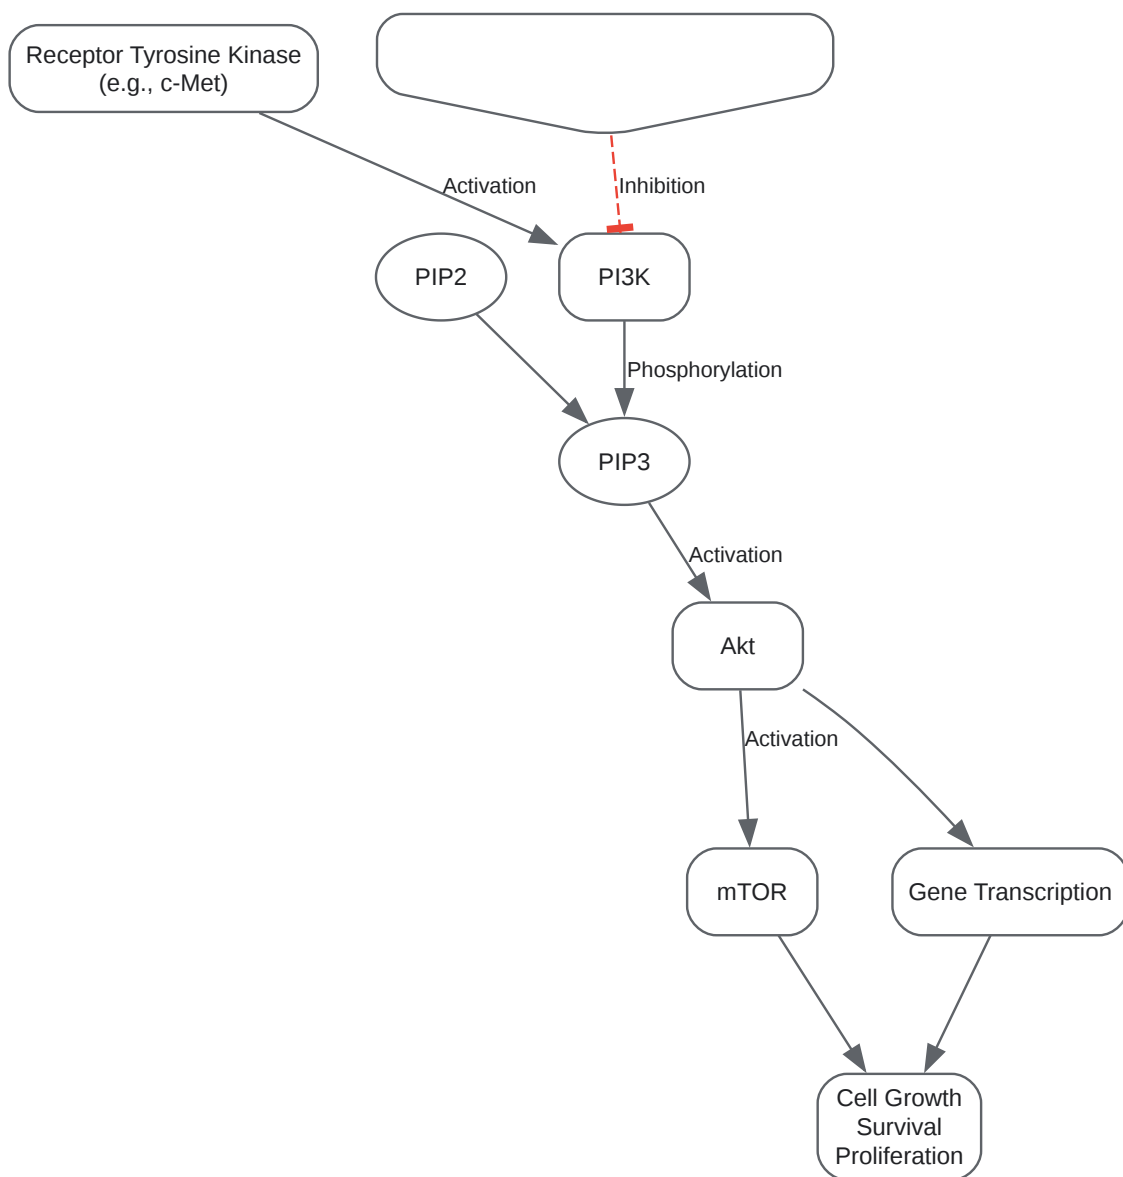 Receptor Tyrosine Kinase
(e.g., c-Met)
Activation
Inhibition
PIP2
PI3K
Phosphorylation
PIP3
Activation
Akt
Activation
mTOR
Gene Transcription
Cell Growth
Survival
Proliferation